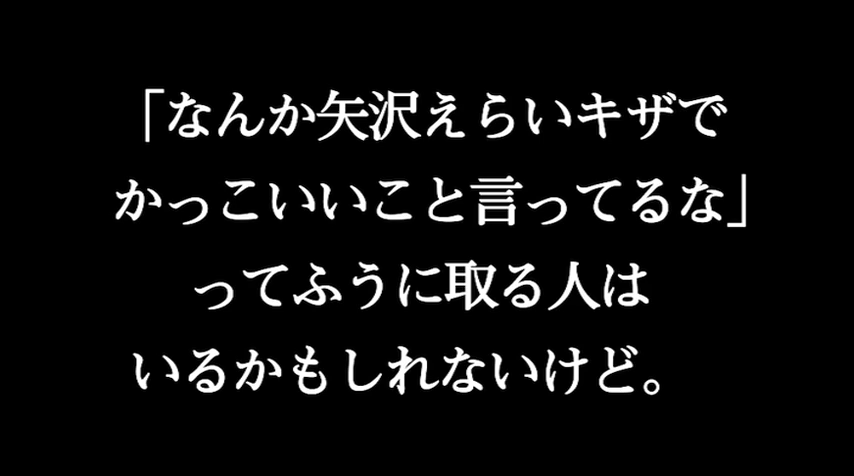 「なんか矢沢えらいキザで
かっこいいこと言ってるな」
ってふうに取る人は
いるかもしれないけど。